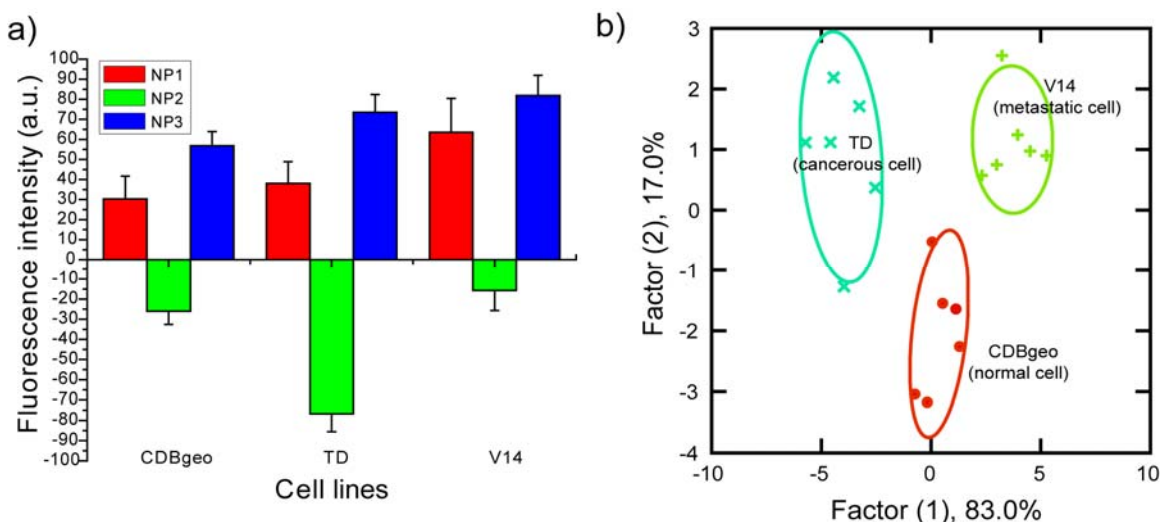 a)
Fluorescence intensity (a.u.)
100
90
80
70
60
50
40
30
20
10
0
-10
-20
-30
-40
-50
-60
-70
-80
-90
-100
NP1
NP2
NP3
CDBgeo TD V14
Cell lines
b)
Factor (2), 17.0%
3
2
1
0
-1
-2
-3
-4
TD
(cancerous cell)
V14
(metastatic cell)
CDBgeo
(normal cell)
-10 -5 0 5 10
Factor (1), 83.0%